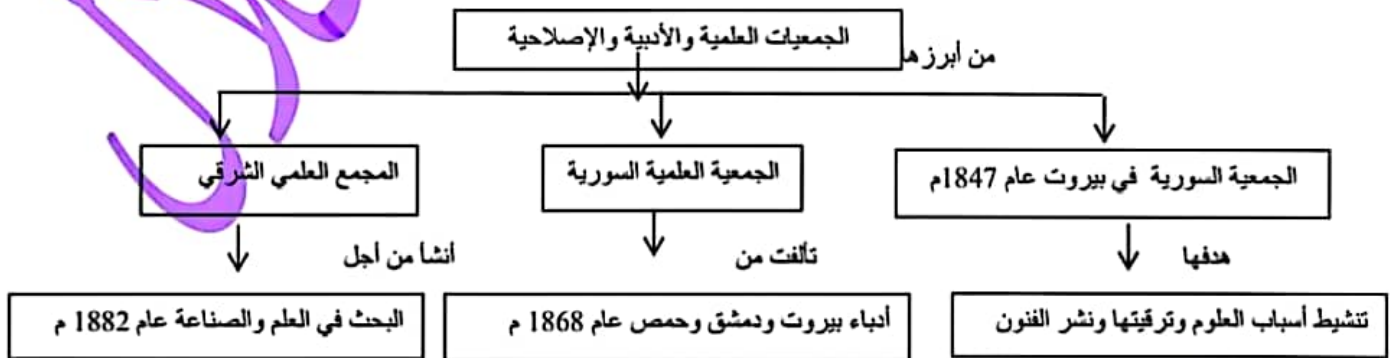 الجمعيات العلمية والأدبية والإصلاحية
من أبرزها
الجمعية السورية في بيروت عام 1847م
الجمعية العلمية السورية
المجمع العلمي الشرقي
هدفها
تألفت من
أنشأ من أجل
تنشيط أسباب العلوم وترقيتها ونشر الفنون
أدباء بيروت ودمشق وحمص عام 1868 م
البحث في العلم والصناعة عام 1882 م